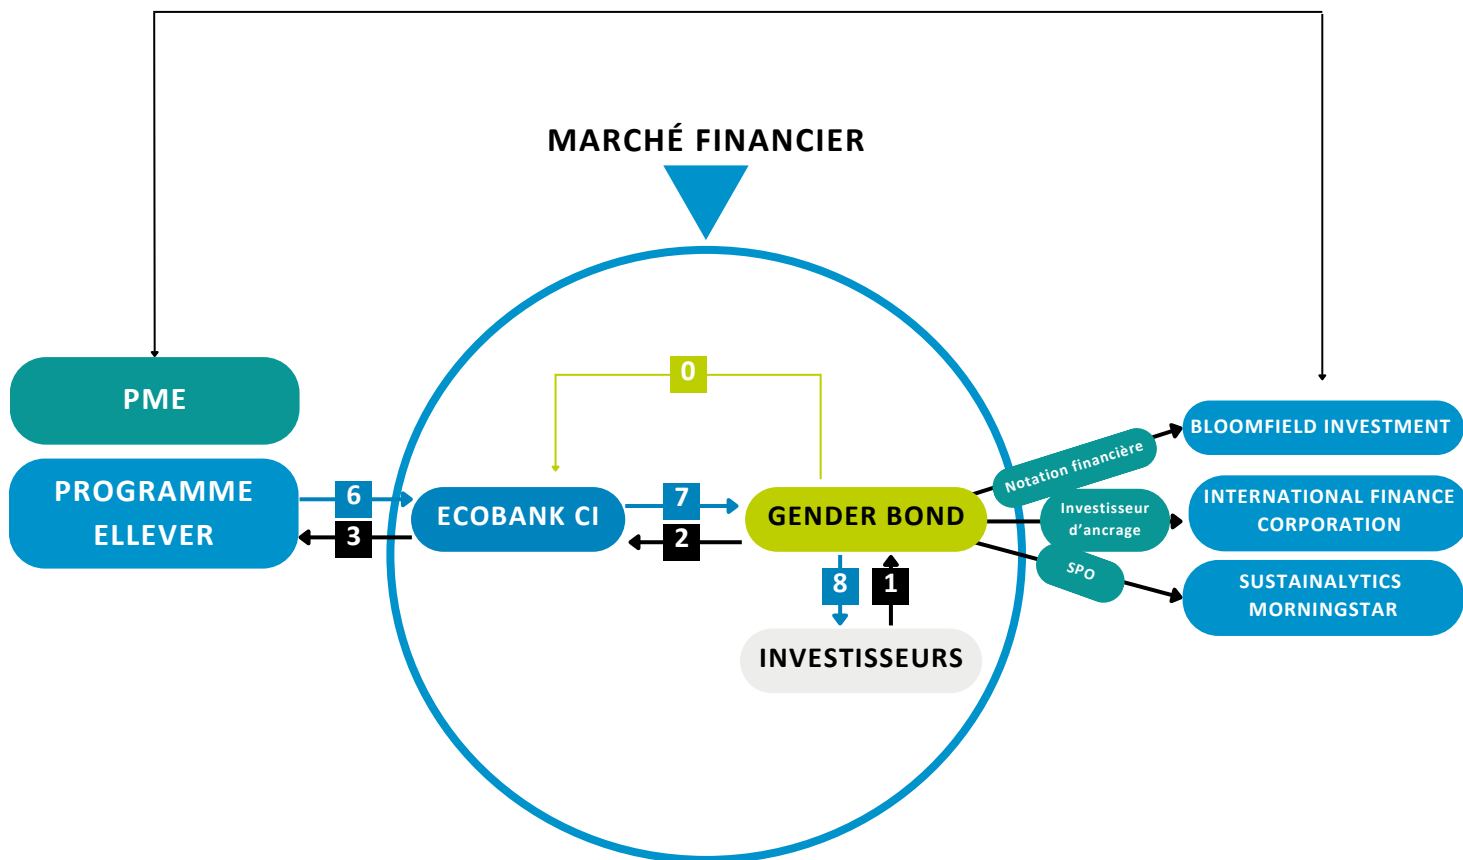 MARCHÉ FINANCIER
0
PME
PROGRAMME
ELLEVER
6
3
ECOBANK CI
7
2
GENDER BOND
8
1
INVESTISSEURS
Notation financière
Investisseur
d'ancrage
SPO
BLOOMFIELD INVESTMENT
INTERNATIONAL FINANCE
CORPORATION
SUSTAINALYTICS
MORNINGSTAR